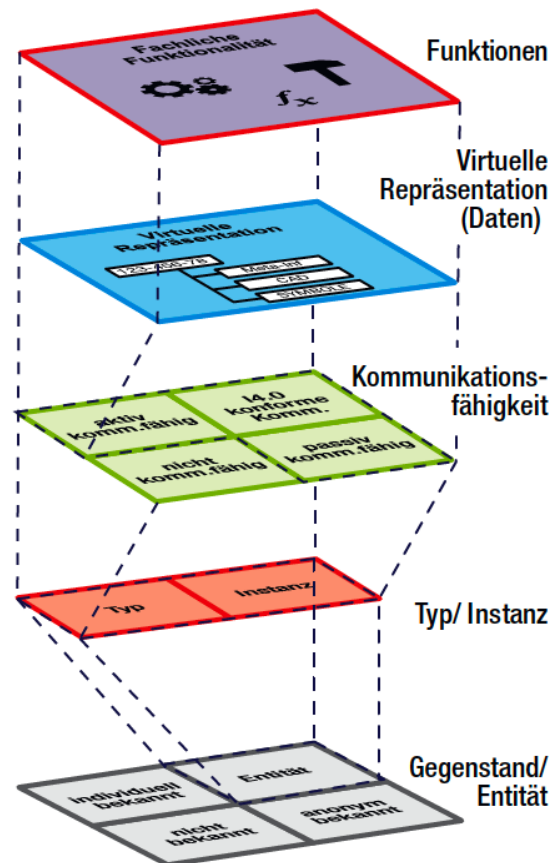 Fachliche
Funktionalität
fx
Funktionen
Virtuelle
Repräsentation
(Daten)
Virtuelle
Repräsentation
123-456-78
Meta-Inf
CAD
SYMBOLE
Kommunikations-
fähigkeit
aktiv
komm.fähig
I4.0
konforme
Komm.
nicht
komm.fähig
passiv
komm.fähig
Typ
Instanz
Typ/ Instanz
Gegenstand/
Entität
individuell
bekannt
Entität
nicht
bekannt
anonym
bekannt